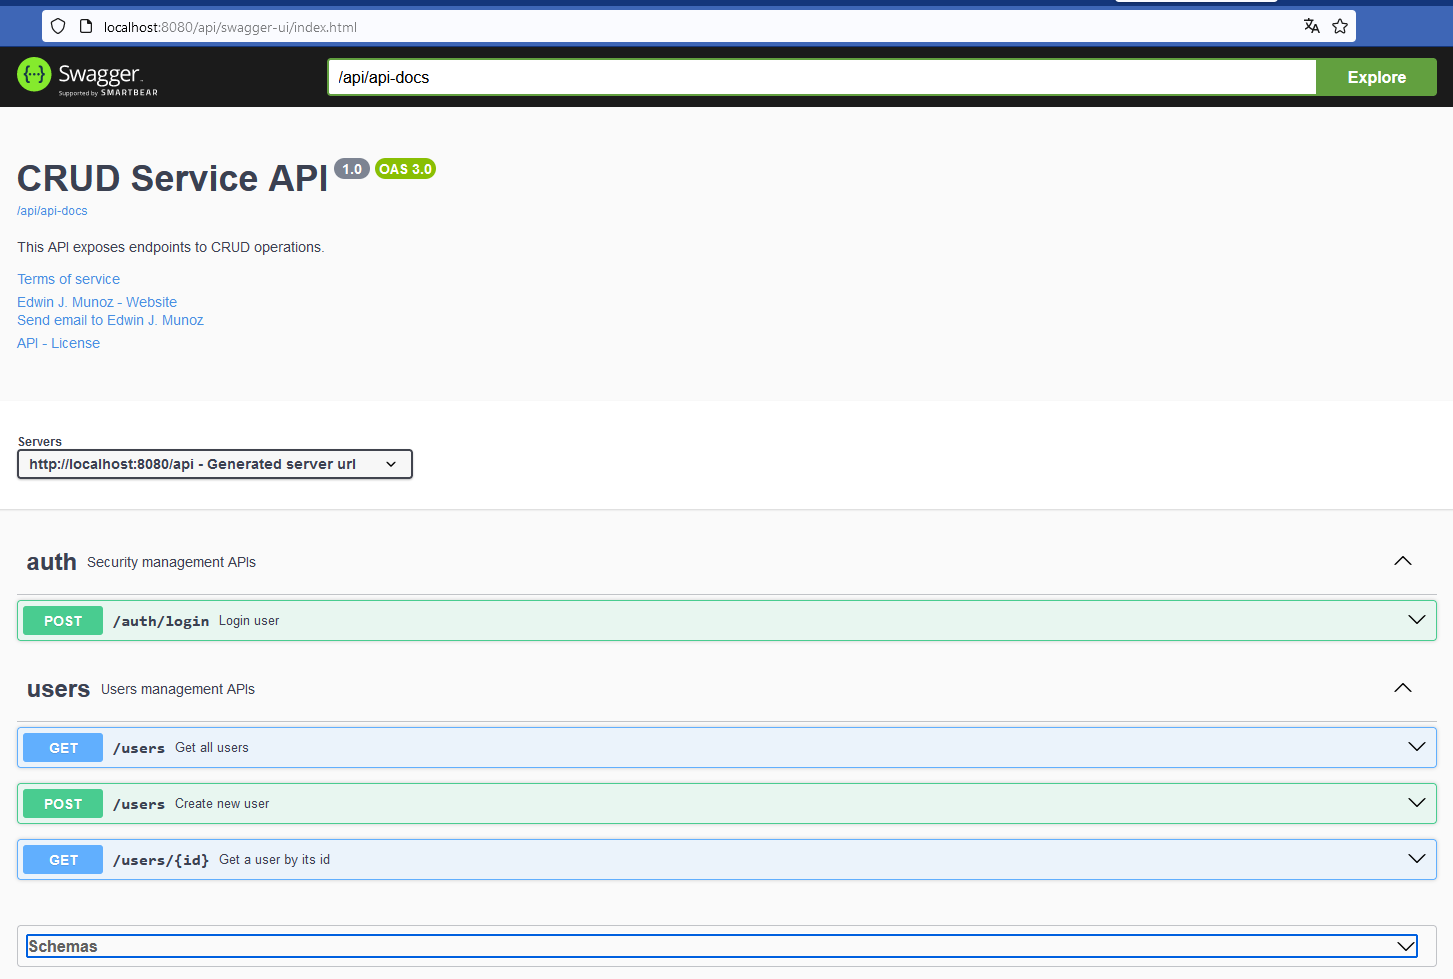 localhost:8080/api/swagger-ui/index.html
Swagger
Supported by SMARTBEAR
/api/api-docs
Explore
CRUD Service API 1.0 OAS 3.0
/api/api-docs
This API exposes endpoints to CRUD operations.
Terms of service
Edwin J. Munoz - Website
Send email to Edwin J. Munoz
API - License
Servers
http://localhost:8080/api - Generated server url
auth Security management APIs
POST /auth/login Login user
users Users management APIs
GET /users Get all users
POST /users Create new user
GET /users/{id} Get a user by its id
Schemas